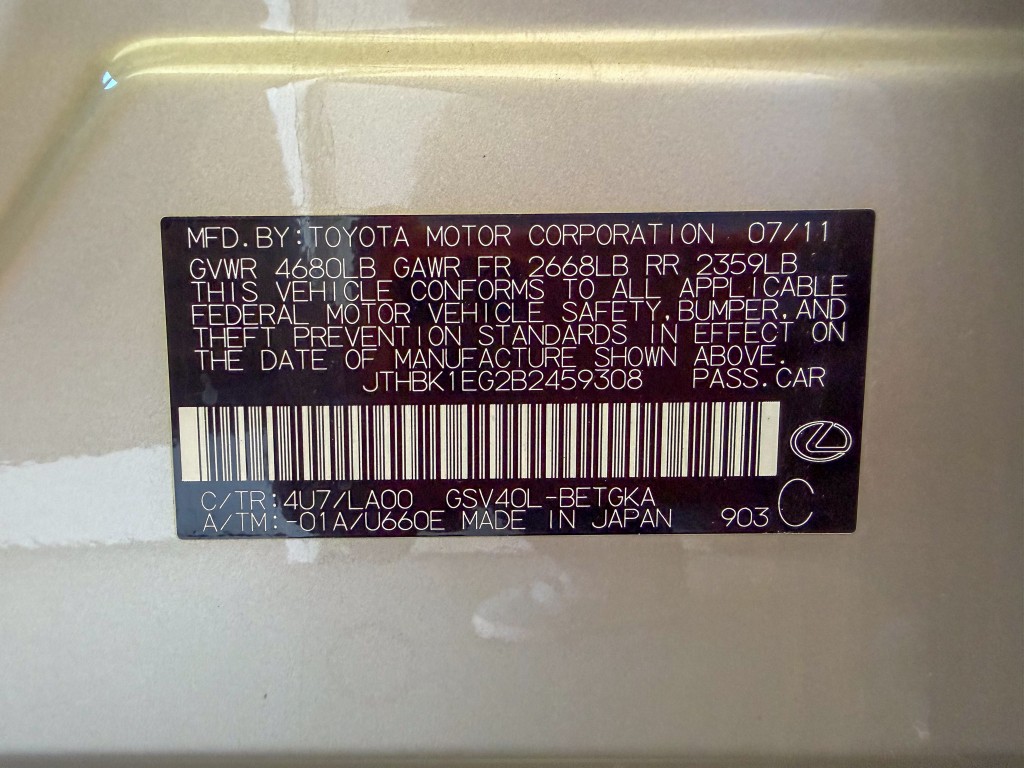 MFD.BY:TOYOTA MOTOR CORPORATION 07/11
GVWR 4680LB GAWR FR 2668LB RR 2359LB
THIS VEHICLE CONFORMS TO ALL APPLICABLE
FEDERAL MOTOR VEHICLE SAFETY,BUMPER,AND
THEFT PREVENTION STANDARDS IN EFFECT ON
THE DATE OF MANUFACTURE SHOWN ABOVE.
JTHBK1EG2B2459308 PASS.CAR
C/TR:4U7/LA00 GSV40L-BETGKA
A/TM:-01A/U660E MADE IN JAPAN 903 C